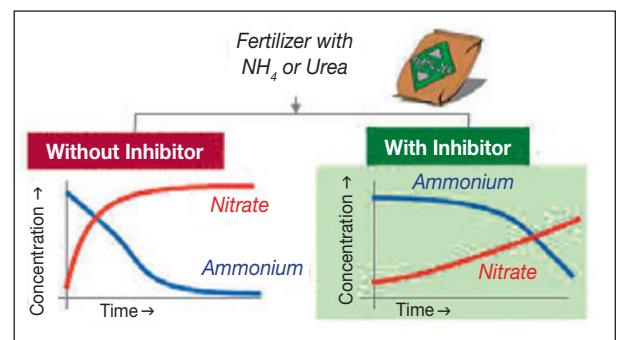 Fertilizer with
NH4 or Urea
Without Inhibitor
Concentration →
Nitrate
Ammonium
Time →
With Inhibitor
Concentration →
Ammonium
Nitrate
Time →